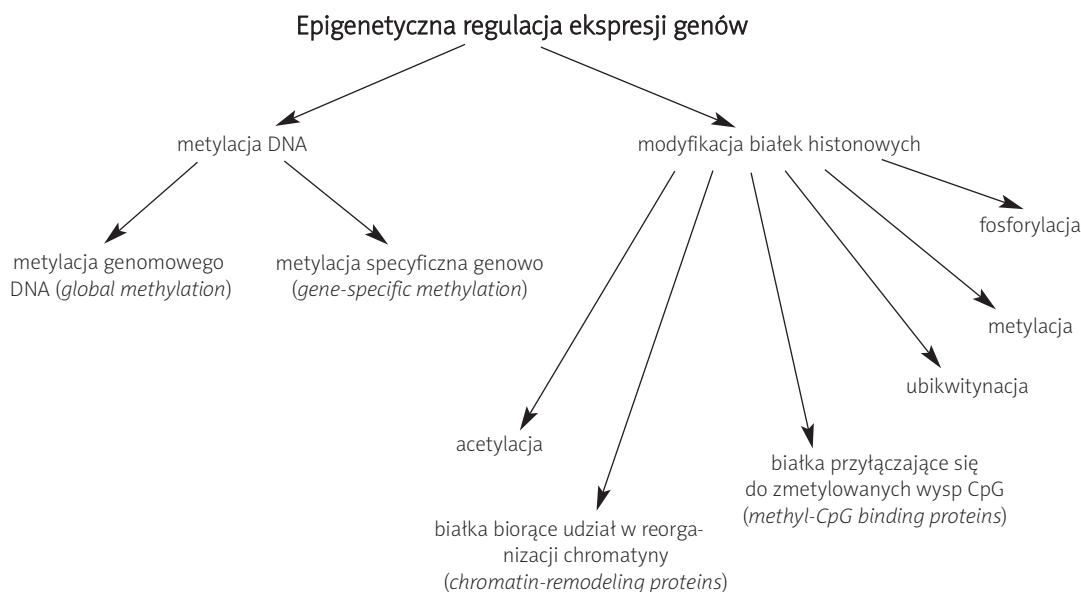 Epigenetyczna regulacja ekspresji genów
metylacja DNA
modyfikacja białek histonowych
metylacja genomowego
DNA (global methylation)
metylacja specyficzna genowo
(gene-specific methylation)
fosforylacja
metylacja
ubikwitynacja
acetylacja
białka przyłączające się
do zmetylowanych wysp CpG
(methyl-CpG binding proteins)
białka biorące udział w reorga-
nizacji chromatyny
(chromatin-remodeling proteins)